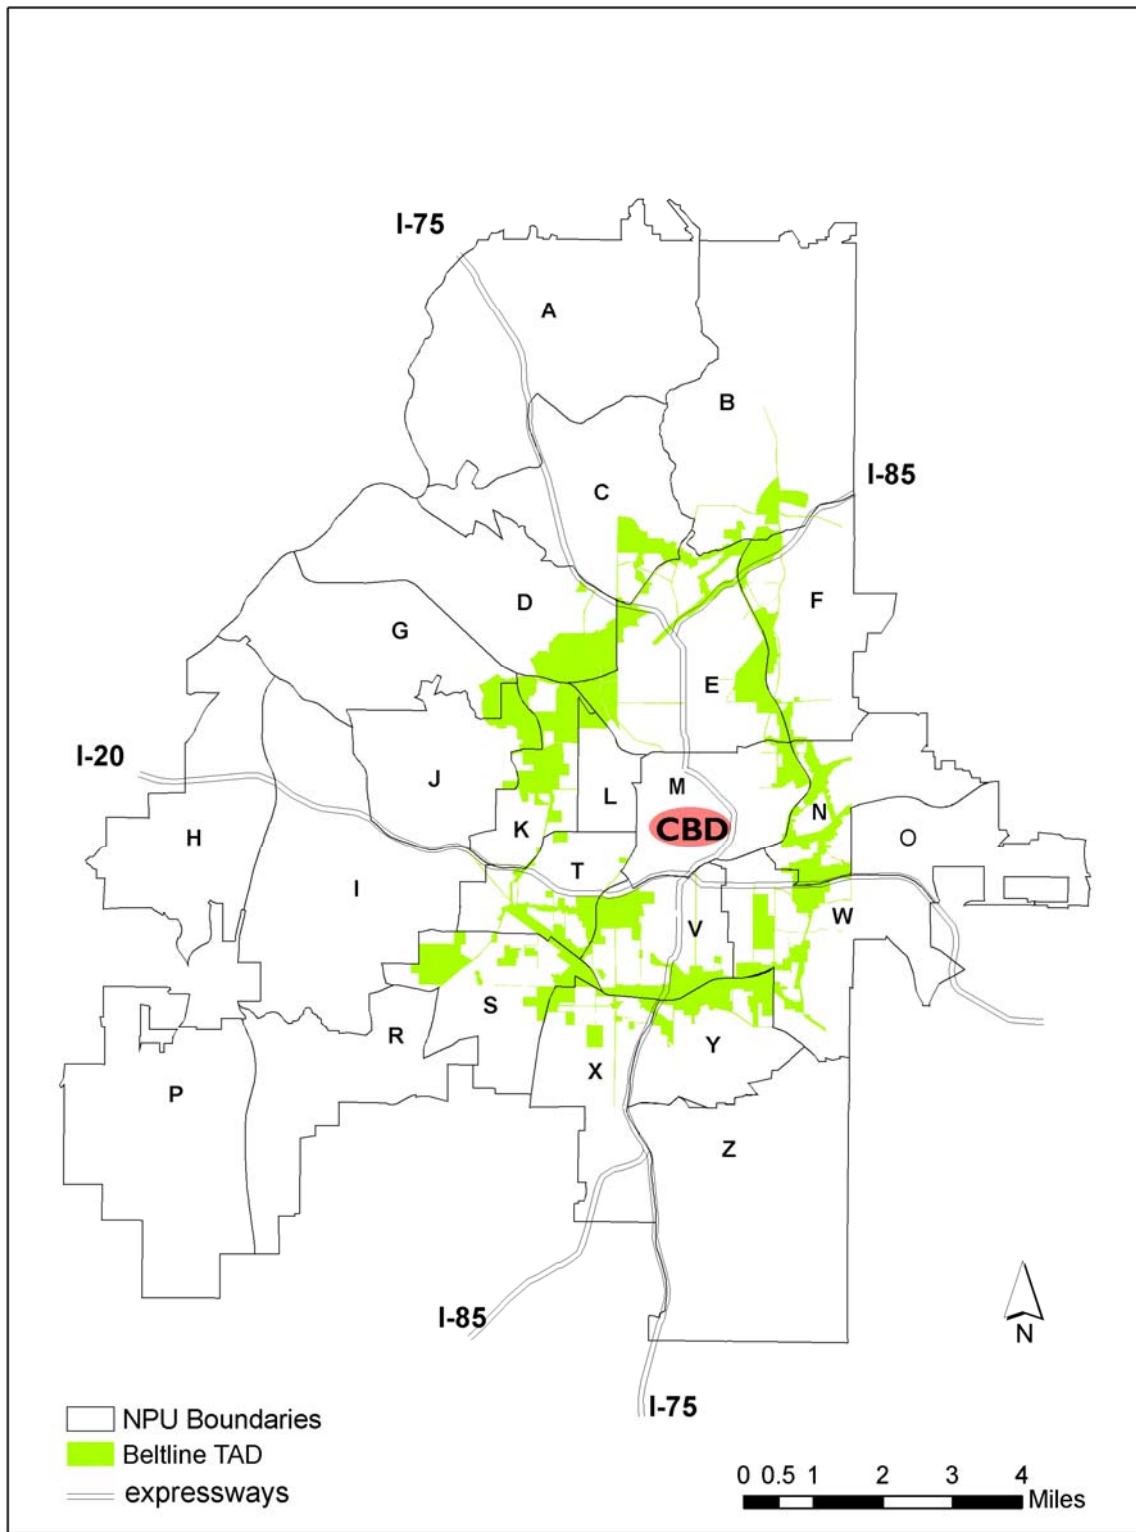 I-75
A
B
I-85
C
D
F
G
E
I-20
J
M
L
N
H
K
CBD
O
T
I
W
V
S
R
Y
X
P
Z
I-85
N
I-75
NPU Boundaries
Beltline TAD
expressways
0 0.5 1 2 3 4
Miles